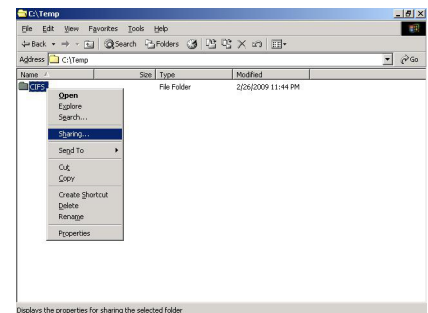 C:\Temp
File Edit View Favorites Tools Help
Back Search Folders
Address C:\Temp Go
Name Size Type Modified
CIFS File Folder 2/26/2009 11:44 PM
Open
Explore
Search...
Sharing...
Send To
Cut
Copy
Create Shortcut
Delete
Rename
Properties
Displays the properties for sharing the selected folder